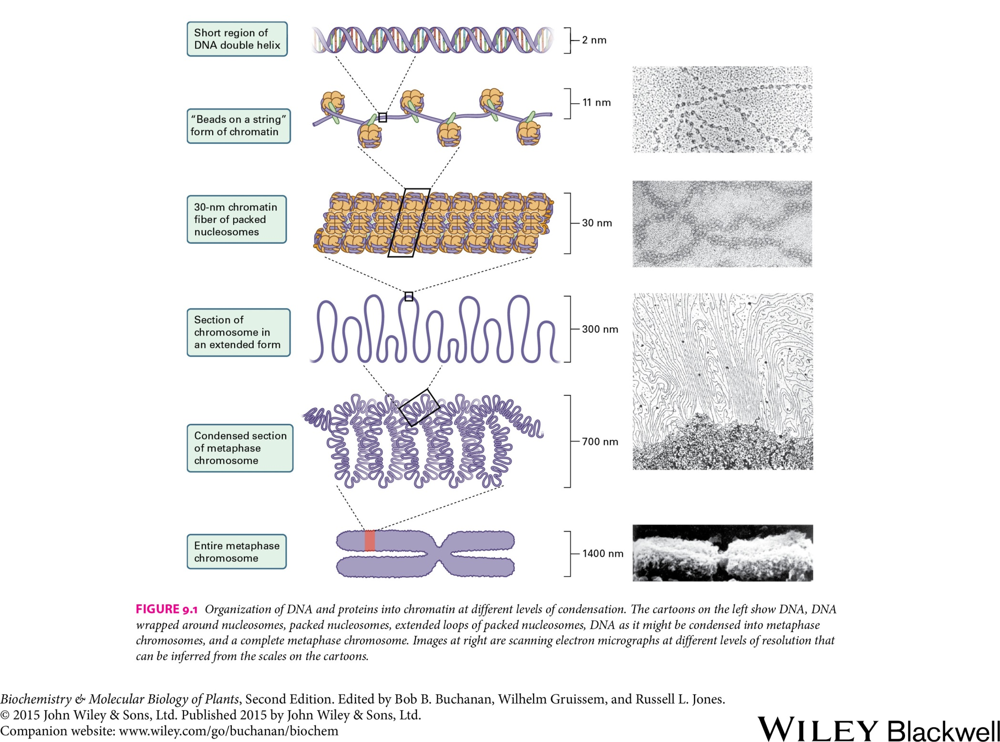 Short region of
DNA double helix
2 nm
11 nm
“Beads on a string”
form of chromatin
30-nm chromatin
fiber of packed
nucleosomes
30 nm
Section of
chromosome in
an extended form
300 nm
Condensed section
of metaphase
chromosome
700 nm
Entire metaphase
chromosome
1400 nm
FIGURE 9.1 Organization of DNA and proteins into chromatin at different levels of condensation. The cartoons on the left show DNA, DNA
wrapped around nucleosomes, packed nucleosomes, extended loops of packed nucleosomes, DNA as it might be condensed into metaphase
chromosomes, and a complete metaphase chromosome. Images at right are scanning electron micrographs at different levels of resolution that
can be inferred from the scales on the cartoons.
Biochemistry & Molecular Biology of Plants, Second Edition. Edited by Bob B. Buchanan, Wilhelm Gruissem, and Russell L. Jones.
© 2015 John Wiley & Sons, Ltd. Published 2015 by John Wiley & Sons, Ltd.
Companion website: www.wiley.com/go/buchanan/biochem
WILEY Blackwell